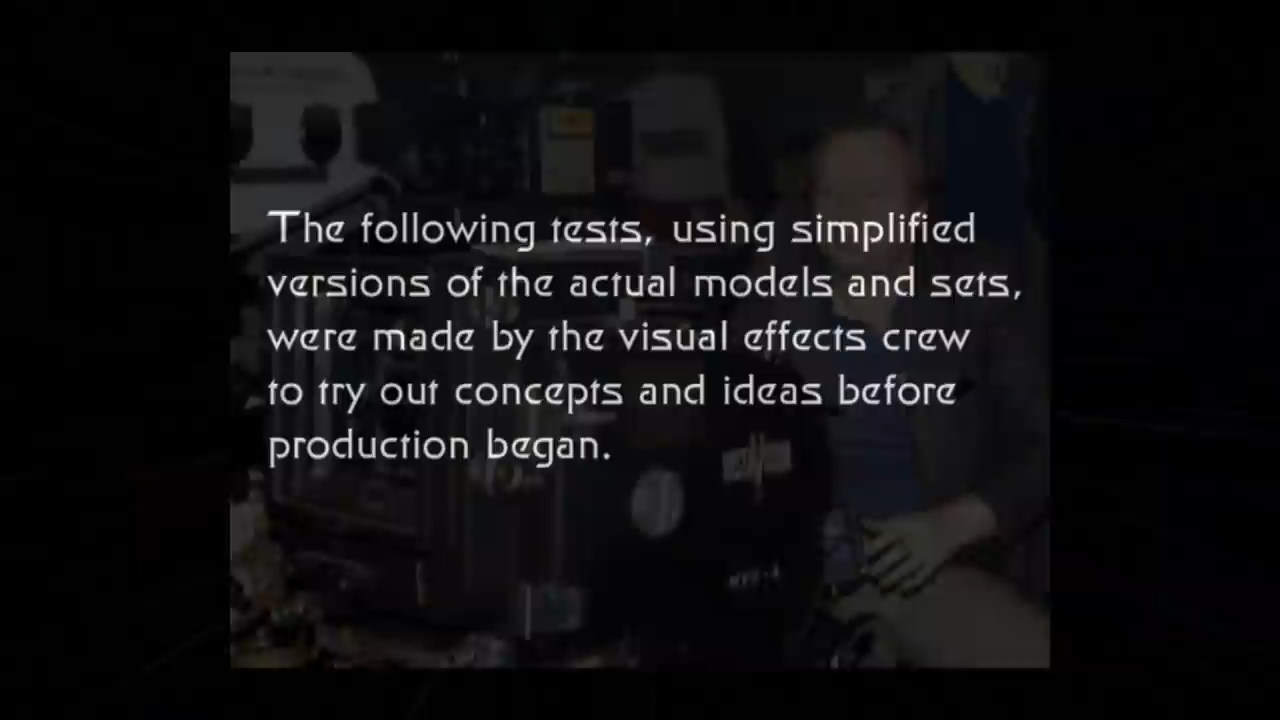 The following tests, using simplified
versions of the actual models and sets,
were made by the visual effects crew
to try out concepts and ideas before
production began.